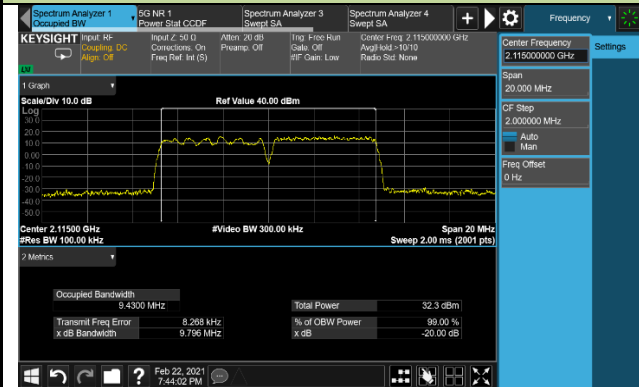 Spectrum Analyzer 1
Occupied BW
5G NR 1
Power Stat CCDF
Spectrum Analyzer 3
Swept SA
Spectrum Analyzer 4
Swept SA
Frequency
KEYSIGHT
Input: RF
Coupling: DC
Align: Off
Input Z: 50 Ω
Corrections: On
Freq Ref: Int (S)
Atten: 20 dB
Preamp: Off
Trig: Free Run
Gate: Off
#IF Gain: Low
Center Freq: 2.115000000 GHz
Avg|Hold:>10/10
Radio Std: None
Center Frequency
2.115000000 GHz
Settings
Span
20.000 MHz
CF Step
2.000000 MHz
Auto
Man
Freq Offset
0 Hz
1 Graph
Scale/Div 10.0 dB
Ref Value 40.00 dBm
Log
30.0
20.0
10.0
0.00
-10.0
-20.0
-30.0
-40.0
-50.0
Center 2.11500 GHz
#Video BW 300.00 kHz
Span 20 MHz
#Res BW 100.00 kHz
Sweep 2.00 ms (2001 pts)
2 Metrics
Occupied Bandwidth
9.4300 MHz
Total Power
32.3 dBm
Transmit Freq Error
8.268 kHz
% of OBW Power
99.00 %
x dB Bandwidth
9.796 MHz
x dB
-20.00 dB
?
Feb 22, 2021
7:44:02 PM